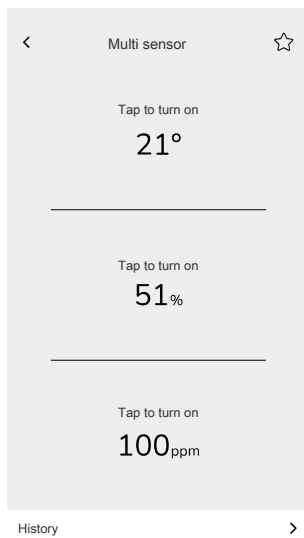 Multi sensor
Tap to turn on
21°
Tap to turn on
51%
Tap to turn on
100ppm
History